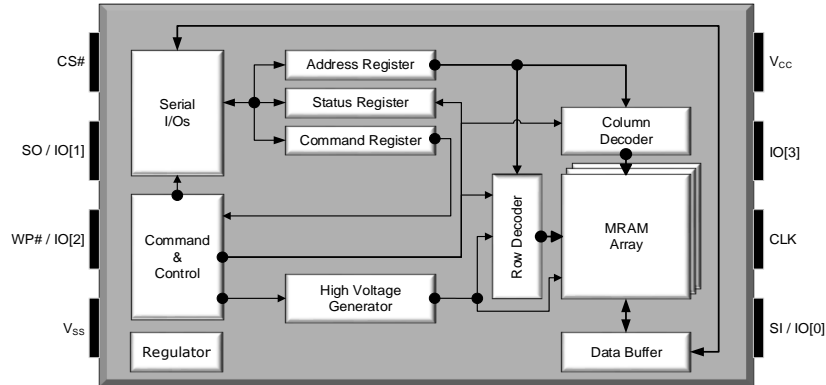 CS#
SO / IO[1]
WP# / IO[2]
VSS
Serial
I/Os
Address Register
Status Register
Command Register
Command
&
Control
High Voltage
Generator
Regulator
Row Decoder
Column
Decoder
MRAM
Array
Data Buffer
VCC
IO[3]
CLK
SI / IO[0]